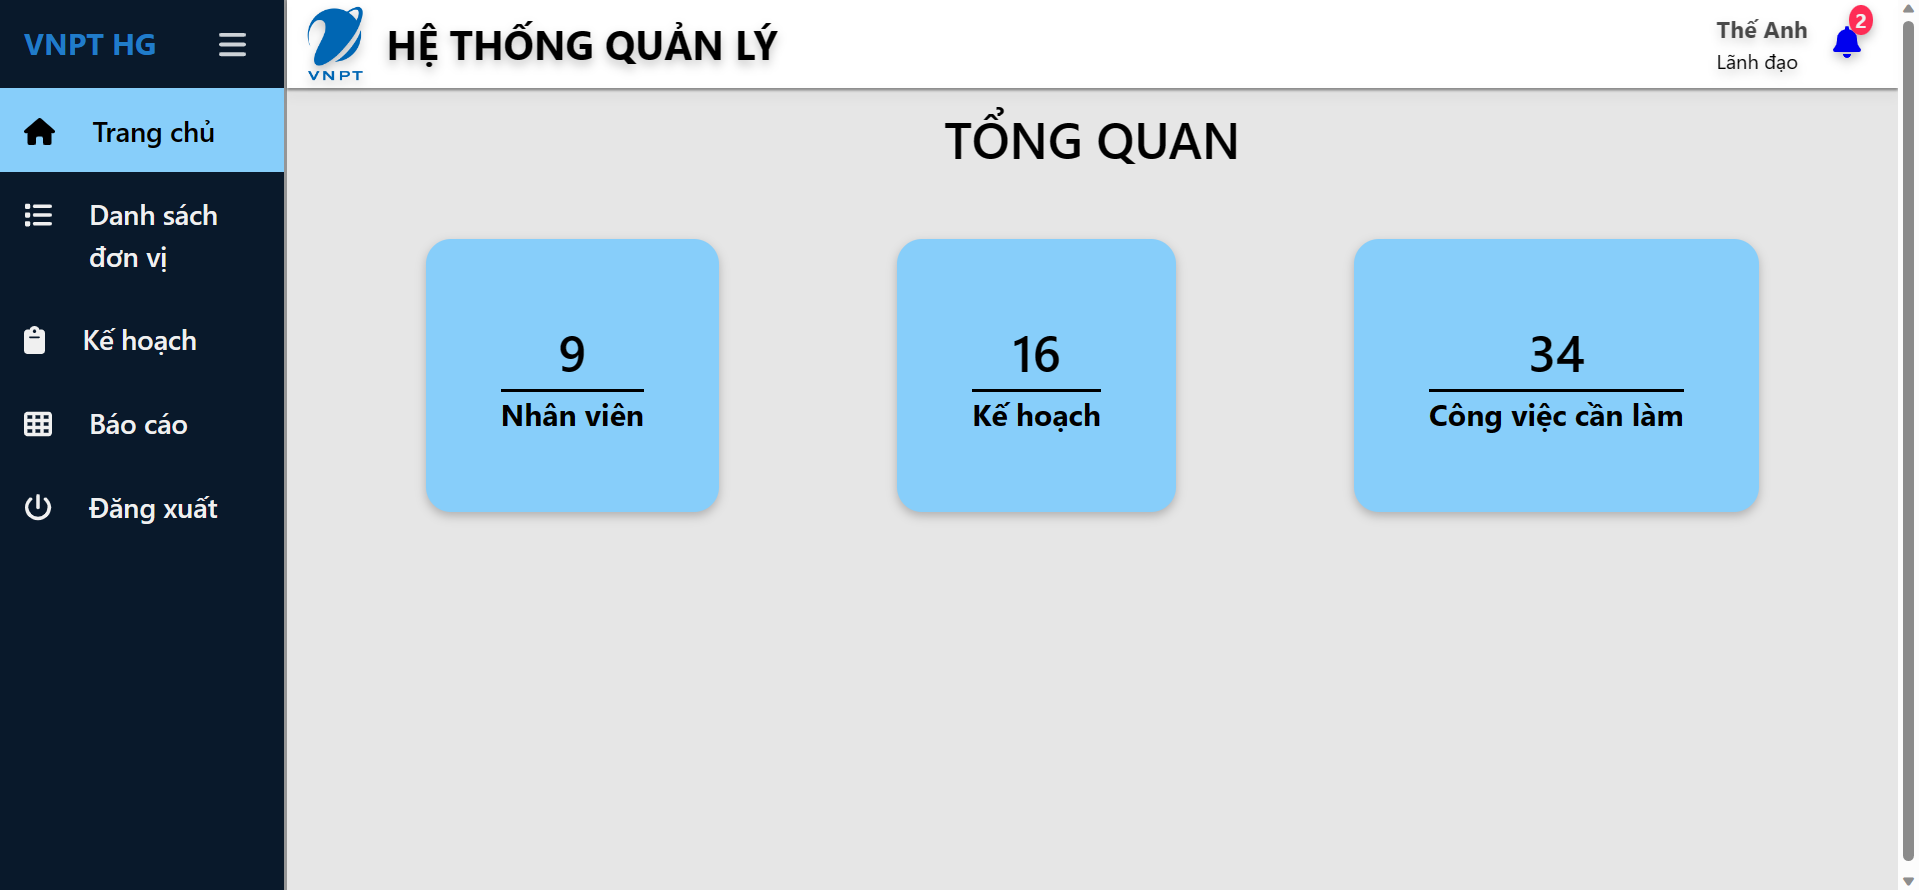 VNPT HG
Trang chủ
Danh sách
đơn vị
Kế hoạch
Báo cáo
Đăng xuất
VNPT
HỆ THỐNG QUẢN LÝ
Thế Anh
Lãnh đạo
2
TỔNG QUAN
9
Nhân viên
16
Kế hoạch
34
Công việc cần làm